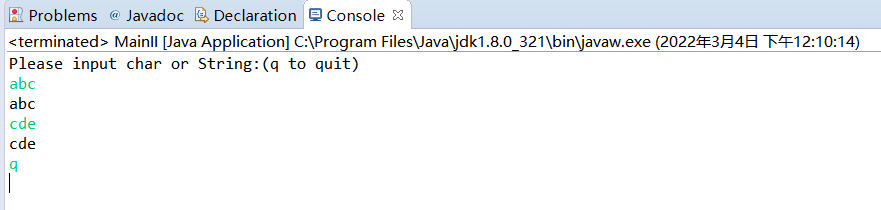 Problems @ Javadoc Declaration Console
<terminated> MainII [Java Application] C:\Program Files\Java\jdk1.8.0_321\bin\javaw.exe (2022年3月4日 下午12:10:14)
Please input char or String:(q to quit)
abc
abc
cde
cde
q